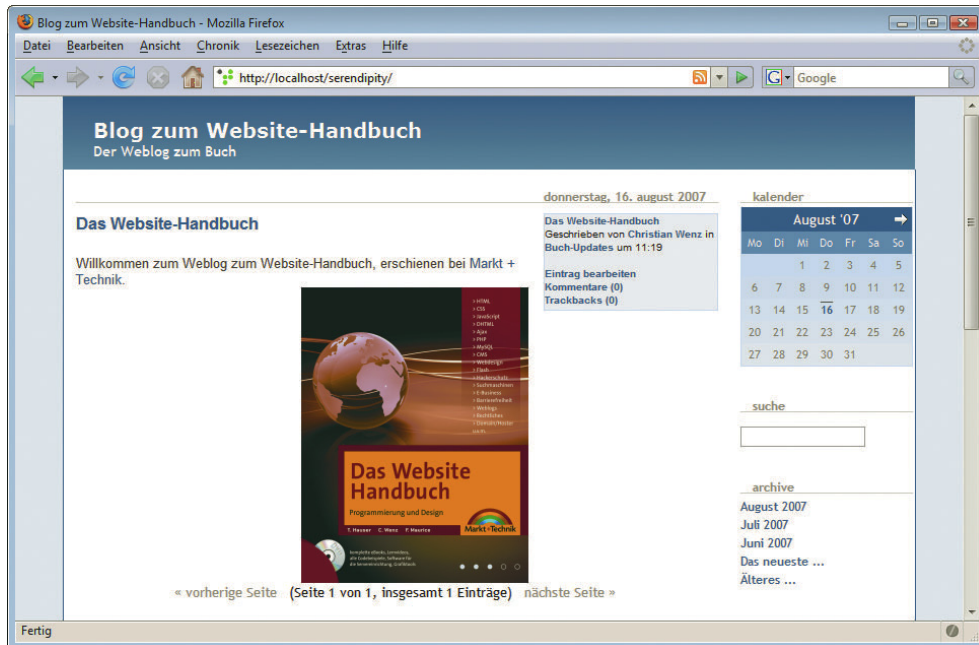 Blog zum Website-Handbuch - Mozilla Firefox
Datei Bearbeiten Ansicht Chronik Lesezeichen Extras Hilfe
http://localhost/serendipity/
G Google
Blog zum Website-Handbuch
Der Weblog zum Buch
donnerstag, 16. august 2007
Das Website-Handbuch
Willkommen zum Weblog zum Website-Handbuch, erschienen bei Markt +
Technik.
> HTML
> CSS
> JavaScript
> DHTML
> Ajax
> PHP
> MySQL
> CMS
> Webdesign
> Flash
> Hackerschutz
> Suchmaschinen
> E-Business
> Barrierefreiheit
> Weblogs
> Rechtliches
> Domain/Hoster
Das Website
Handbuch
Programmierung und Design
T. Hauser C. Wenz F. Maurice
Markt+Technik
« vorherige Seite (Seite 1 von 1, insgesamt 1 Einträge) nächste Seite »
Das Website-Handbuch
Geschrieben von Christian Wenz in
Buch-Updates um 11:19
Eintrag bearbeiten
Kommentare (0)
Trackbacks (0)
kalender
August '07
Mo Di Mi Do Fr Sa So
1 2 3 4 5
6 7 8 9 10 11 12
13 14 15 16 17 18 19
20 21 22 23 24 25 26
27 28 29 30 31
suche
archive
August 2007
Juli 2007
Juni 2007
Das neueste ...
Älteres ...
Fertig